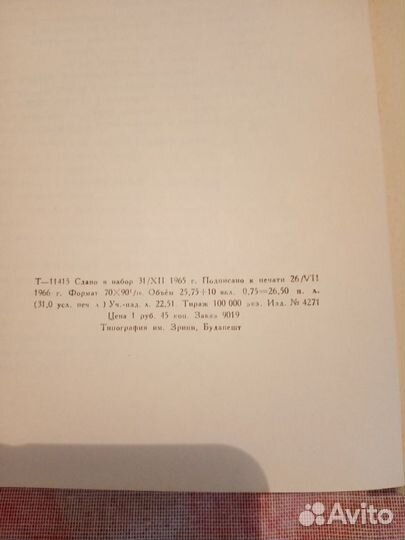 Т—11415 Сдано в набор 31/XII 1965 г. Подписано к печати 26/VII
1966 г. Формат 70×90¹/₁₆ Объём 25,75+10 вкл. 0,75=26,50 п. л.
(31,0 усл. печ л.) Уч.-изд. л. 22,51. Тираж 100 000 экз. Изд. № 4271
Цена 1 руб. 45 коп. Заказ 9019
Типография им. Зрини, Будапешт
Avito